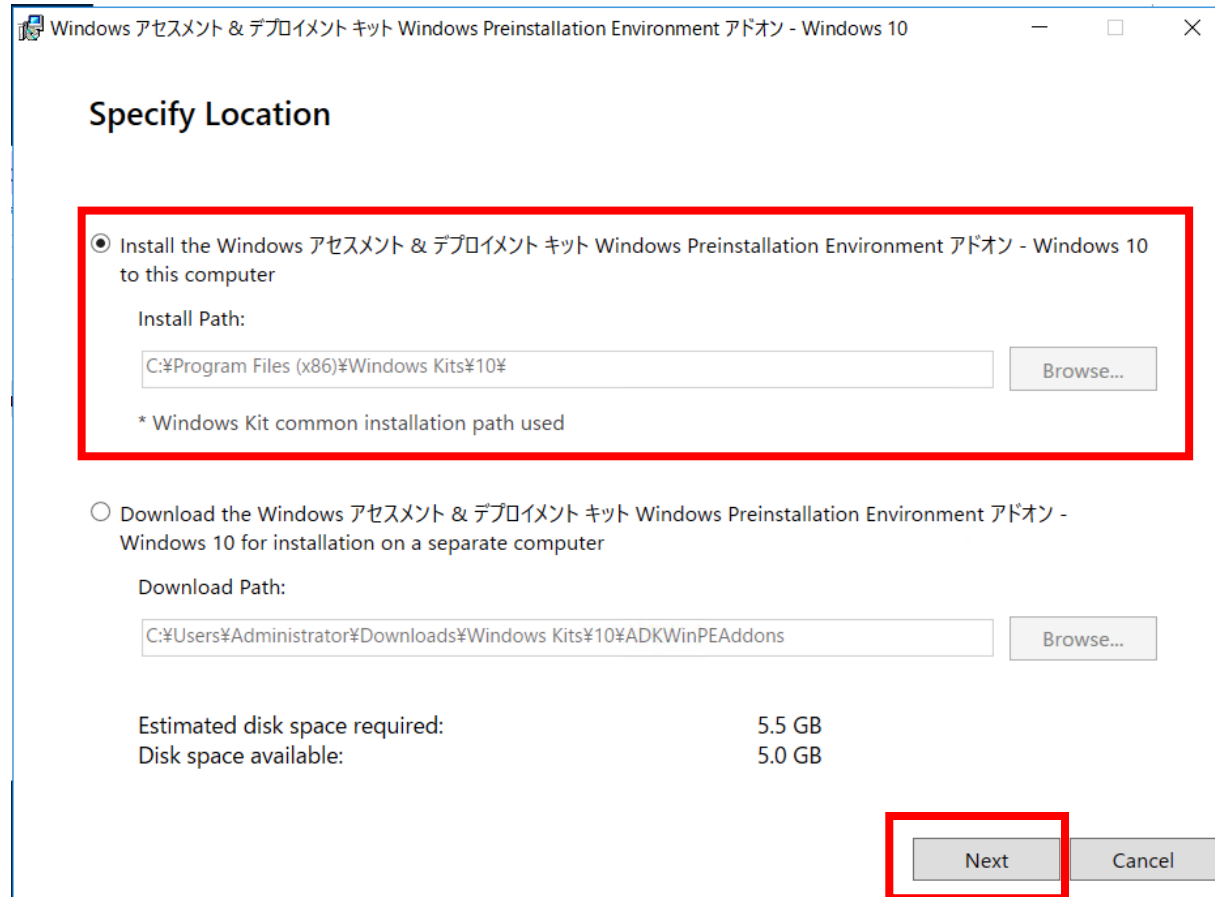 Windows アセスメント & デプロイメント キット Windows Preinstallation Environment アドオン - Windows 10
Specify Location
Install the Windows アセスメント & デプロイメント キット Windows Preinstallation Environment アドオン - Windows 10
to this computer
Install Path:
C:¥Program Files (x86)¥Windows Kits¥10¥
Browse...
* Windows Kit common installation path used
Download the Windows アセスメント & デプロイメント キット Windows Preinstallation Environment アドオン -
Windows 10 for installation on a separate computer
Download Path:
C:¥Users¥Administrator¥Downloads¥Windows Kits¥10¥ADKWinPEAddons
Browse...
Estimated disk space required: 5.5 GB
Disk space available: 5.0 GB
Next Cancel